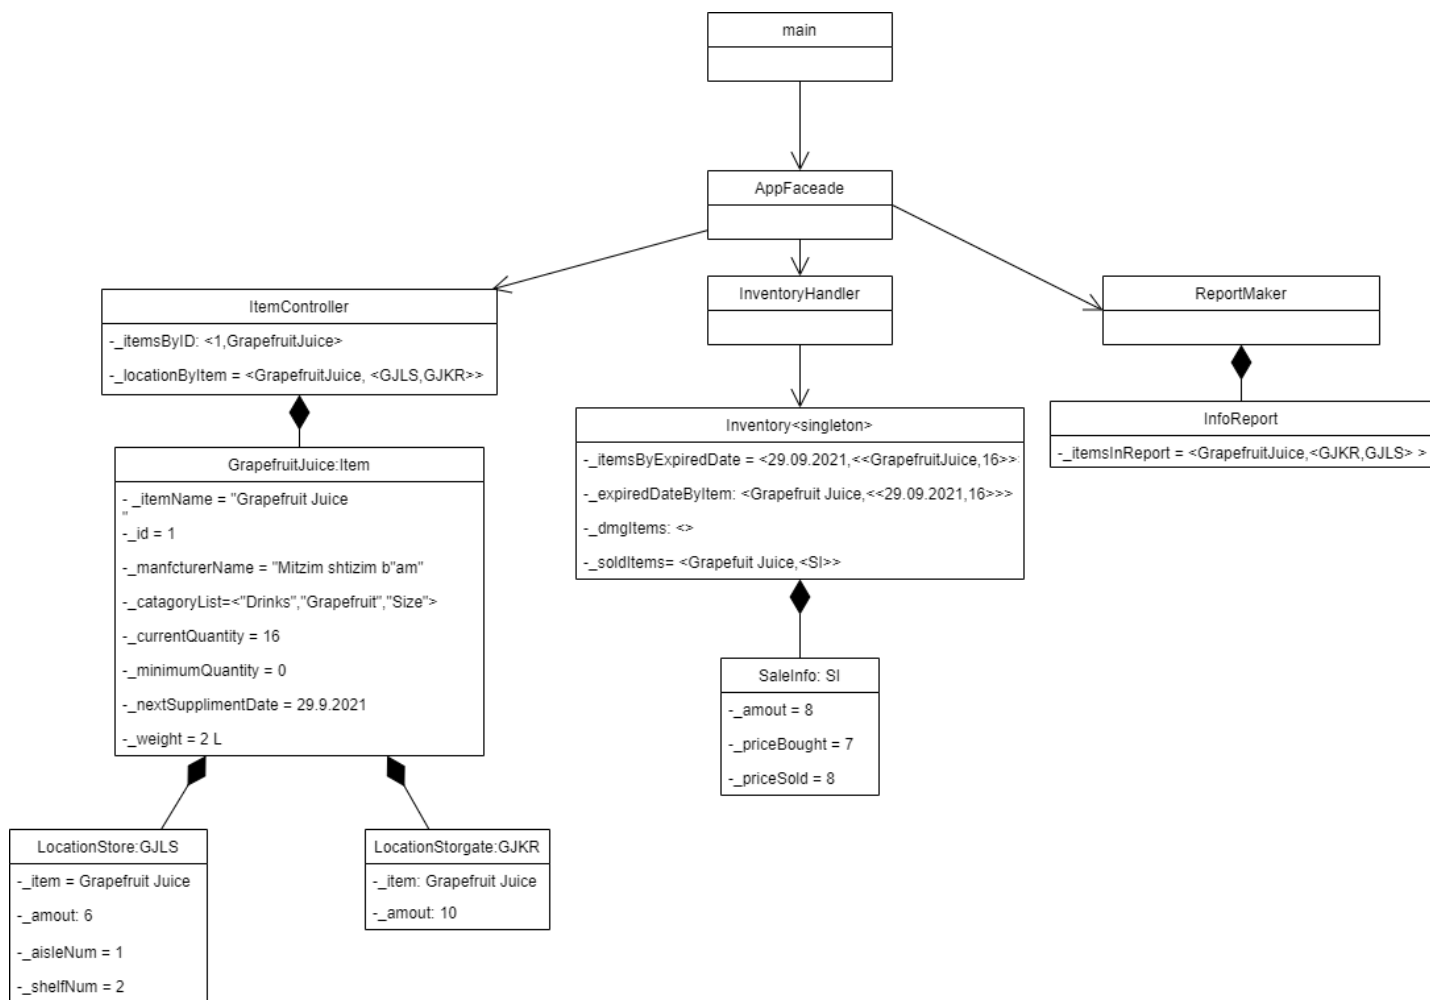 main
AppFaceade
ItemController
-_itemsByID: <1,GrapefruitJuice>
-_locationByItem = <GrapefruitJuice, <GJLS,GJKR>>
InventoryHandler
ReportMaker
GrapefruitJuice:Item
- _itemName = "Grapefruit Juice
"
-_id = 1
-_manfcturerName = "Mitzim shtizim b"am"
-_catagoryList=<"Drinks","Grapefruit","Size">
-_currentQuantity = 16
-_minimumQuantity = 0
-_nextSupplimentDate = 29.9.2021
-_weight = 2 L
Inventory<singleton>
-_itemsByExpiredDate = <29.09.2021,<<GrapefruitJuice,16>>
-_expiredDateByItem: <Grapefruit Juice,<<29.09.2021,16>>>
-_dmgItems: <>
-_soldItems= <Grapefuit Juice,<SI>>
InfoReport
-_itemsInReport = <GrapefruitJuice,<GJKR,GJLS> >
SaleInfo: SI
-_amout = 8
-_priceBought = 7
-_priceSold = 8
LocationStore:GJLS
-_item = Grapefruit Juice
-_amout: 6
-_aisleNum = 1
-_shelfNum = 2
LocationStorgate:GJKR
-_item: Grapefruit Juice
-_amout: 10